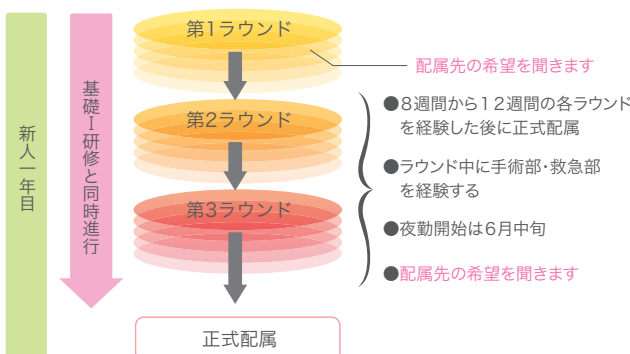 新人一年目
基礎Ⅰ研修と同時進行
第1ラウンド
配属先の希望を聞きます
第2ラウンド
第3ラウンド
●8週間から12週間の各ラウンド
を経験した後に正式配属
●ラウンド中に手術部・救急部
を経験する
●夜勤開始は6月中旬
●配属先の希望を聞きます
正式配属